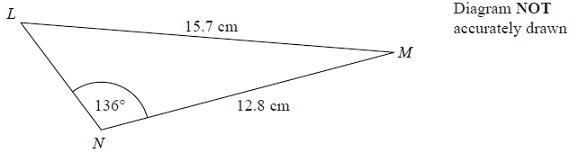 L
15.7 cm
Diagram NOT
accurately drawn
M
136°
12.8 cm
N